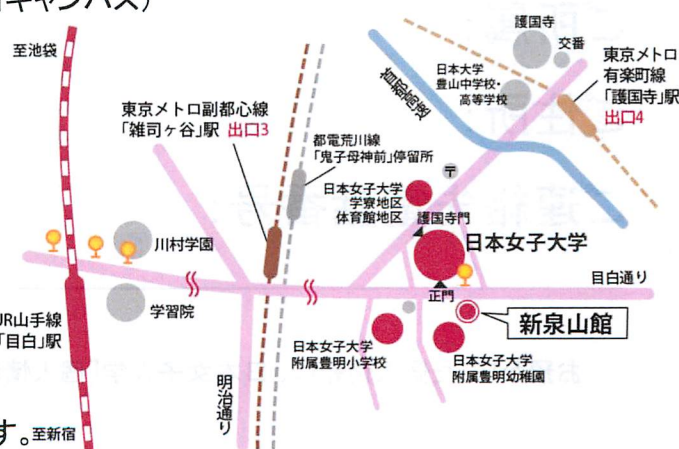 キャンパス）
至池袋
護国寺
交番
東京メトロ
有楽町線
「護国寺」駅
出口4
日本大学
豊山中学校・
高等学校
首都高速
東京メトロ副都心線
「雑司ヶ谷」駅 出口3
都電荒川線
「鬼子母神前」停留所
〒
日本女子大学
学寮地区
体育館地区
護国寺門
日本女子大学
川村学園
目白通り
正門
学習院
JR山手線
「目白」駅
新泉山館
日本女子大学
附属豊明小学校
日本女子大学
附属豊明幼稚園
明治通り
す。
至新宿